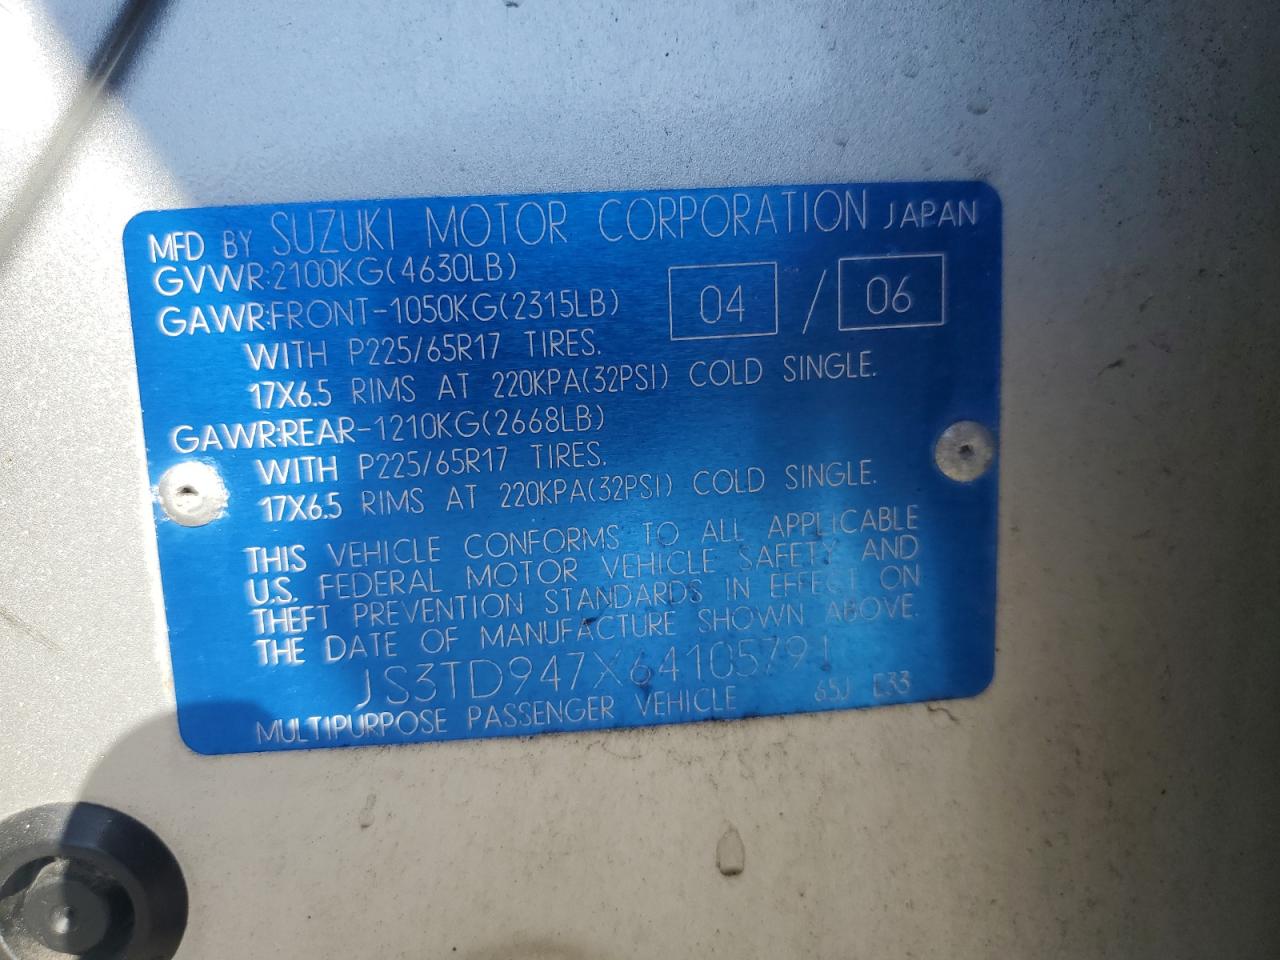 MFD BY SUZUKI MOTOR CORPORATION JAPAN
GVWR:2100KG(4630LB)
GAWR:FRONT-1050KG(2315LB) 04 / 06
WITH P225/65R17 TIRES.
17X6.5 RIMS AT 220KPA(32PSI) COLD SINGLE.
GAWR:REAR-1210KG(2668LB)
WITH P225/65R17 TIRES.
17X6.5 RIMS AT 220KPA(32PSI) COLD SINGLE.
THIS VEHICLE CONFORMS TO ALL APPLICABLE
U.S. FEDERAL MOTOR VEHICLE SAFETY AND
THEFT PREVENTION STANDARDS IN EFFECT ON
THE DATE OF MANUFACTURE SHOWN ABOVE.
JS3TD947X64105791
MULTIPURPOSE PASSENGER VEHICLE 65J E33